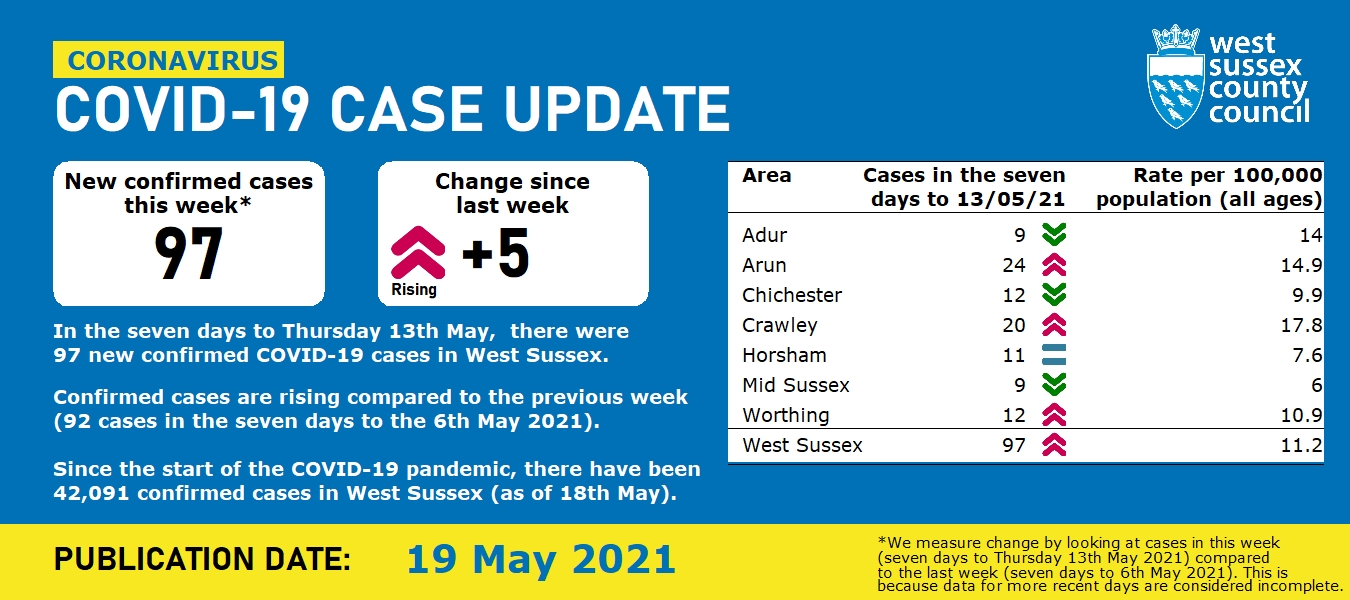 CORONAVIRUS
COVID-19 CASE UPDATE
west
sussex
county
council
New confirmed cases
this week*
97
Change since
last week
+5
Rising
In the seven days to Thursday 13th May,  there were
97 new confirmed COVID-19 cases in West Sussex.
Confirmed cases are rising compared to the previous week
(92 cases in the seven days to the 6th May 2021).
Since the start of the COVID-19 pandemic, there have been
42,091 confirmed cases in West Sussex (as of 18th May).
Area Cases in the seven days to 13/05/21 Rate per 100,000 population (all ages)
Adur 9 14
Arun 24 14.9
Chichester 12 9.9
Crawley 20 17.8
Horsham 11 7.6
Mid Sussex 9 6
Worthing 12 10.9
West Sussex 97 11.2
PUBLICATION DATE: 19 May 2021
*We measure change by looking at cases in this week
(seven days to Thursday 13th May 2021) compared
to the last week (seven days to 6th May 2021). This is
because data for more recent days are considered incomplete.